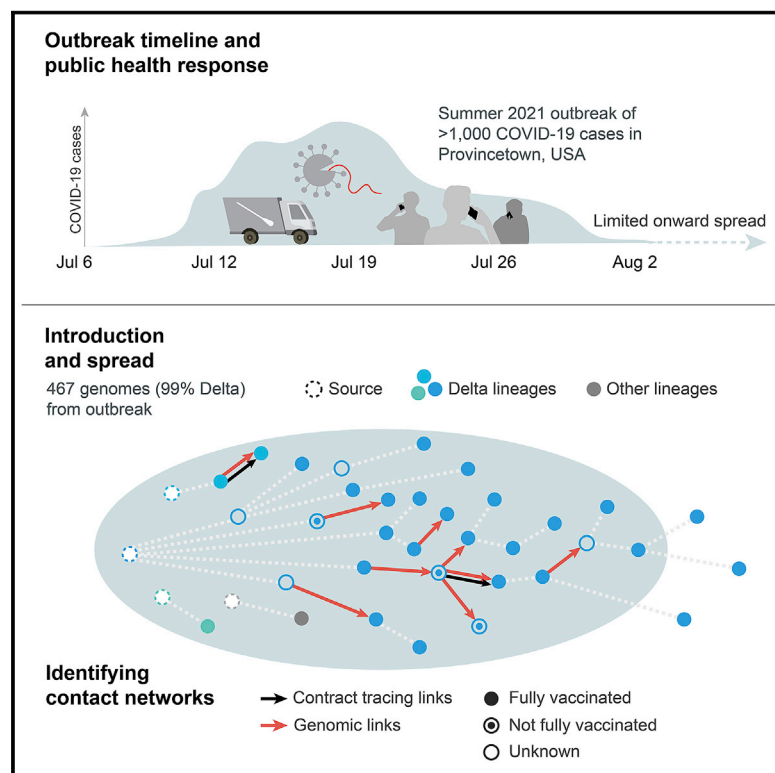 Outbreak timeline and
public health response
COVID-19 cases
Summer 2021 outbreak of
>1,000 COVID-19 cases in
Provincetown, USA
Limited onward spread
Jul 6 Jul 12 Jul 19 Jul 26 Aug 2
Introduction
and spread
467 genomes (99% Delta)
from outbreak
Source Delta lineages Other lineages
Identifying
contact networks
Contract tracing links
Genomic links
Fully vaccinated
Not fully vaccinated
Unknown